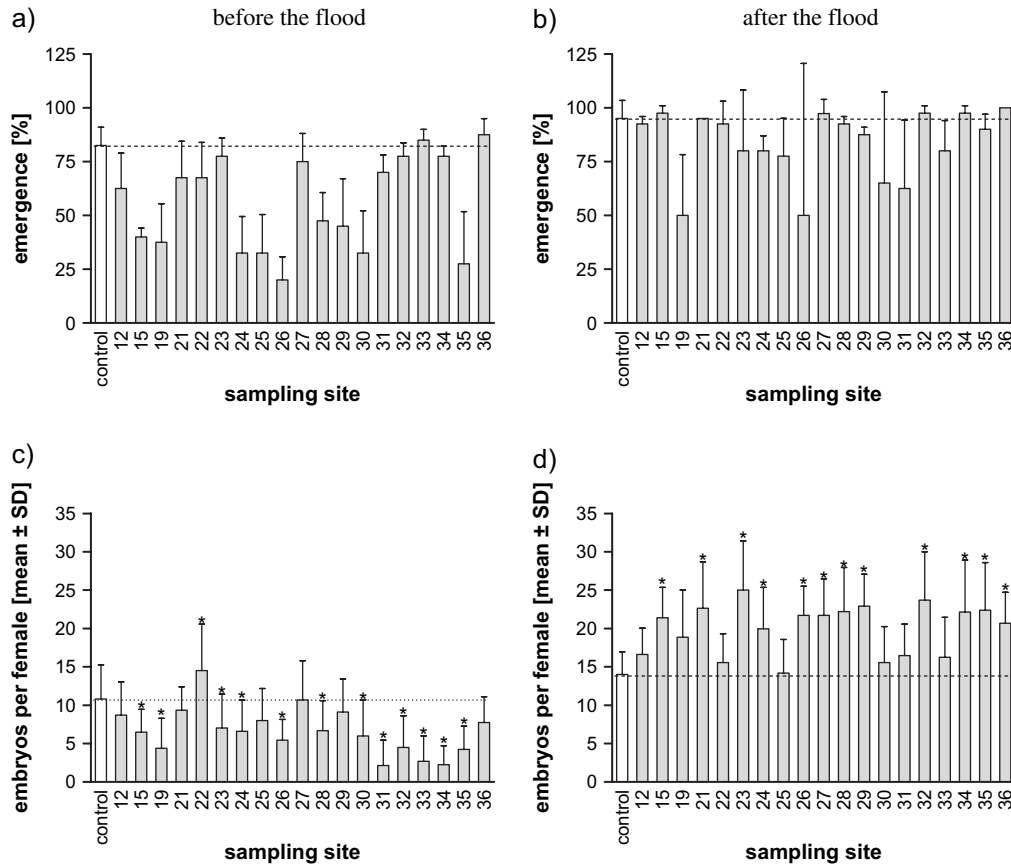 a)
before the flood
emergence [%]
125
100
75
50
25
0
control 12 15 19 21 22 23 24 25 26 27 28 29 30 31 32 33 34 35 36
sampling site
b)
after the flood
emergence [%]
125
100
75
50
25
0
control 12 15 19 21 22 23 24 25 26 27 28 29 30 31 32 33 34 35 36
sampling site
c)
embryos per female [mean ± SD]
35
30
25
20
15
10
5
0
* * * * * * * * * * * * *
control 12 15 19 21 22 23 24 25 26 27 28 29 30 31 32 33 34 35 36
sampling site
d)
embryos per female [mean ± SD]
35
30
25
20
15
10
5
0
* * * * * * * * * * * *
control 12 15 19 21 22 23 24 25 26 27 28 29 30 31 32 33 34 35 36
sampling site